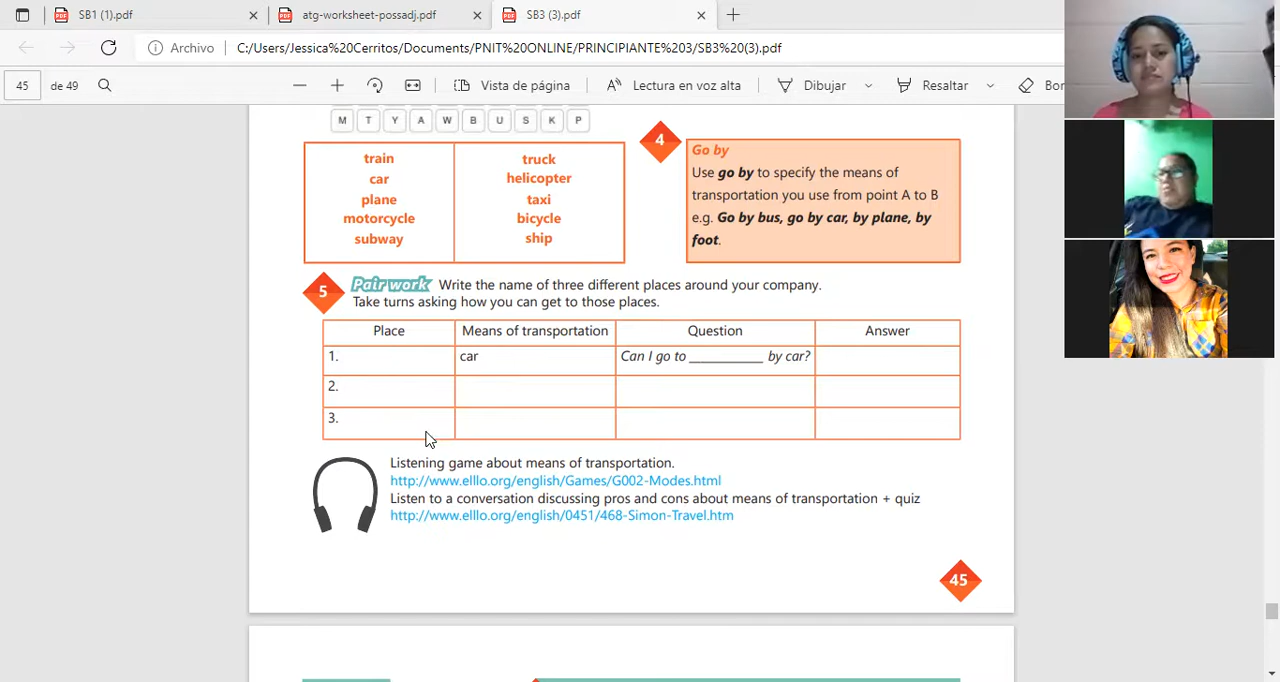 SB1 (1).pdf
atg-worksheet-possadj.pdf
SB3 (3).pdf
Archivo
C:/Users/Jessica%20Cerritos/Documents/PNIT%20ONLINE/PRINCIPIANTE%203/SB3%20(3).pdf
45 de 49
Vista de página
Lectura en voz alta
Dibujar
Resaltar
Bor
M T Y A W B U S K P
train
car
plane
motorcycle
subway
truck
helicopter
taxi
bicycle
ship
4
Go by
Use go by to specify the means of
transportation you use from point A to B
e.g. Go by bus, go by car, by plane, by
foot.
5
Pair work Write the name of three different places around your company.
Take turns asking how you can get to those places.
Place Means of transportation Question Answer
1. car Can I go to __________ by car?
2.
3.
Listening game about means of transportation.
http://www.elllo.org/english/Games/G002-Modes.html
Listen to a conversation discussing pros and cons about means of transportation + quiz
http://www.elllo.org/english/0451/468-Simon-Travel.htm
45